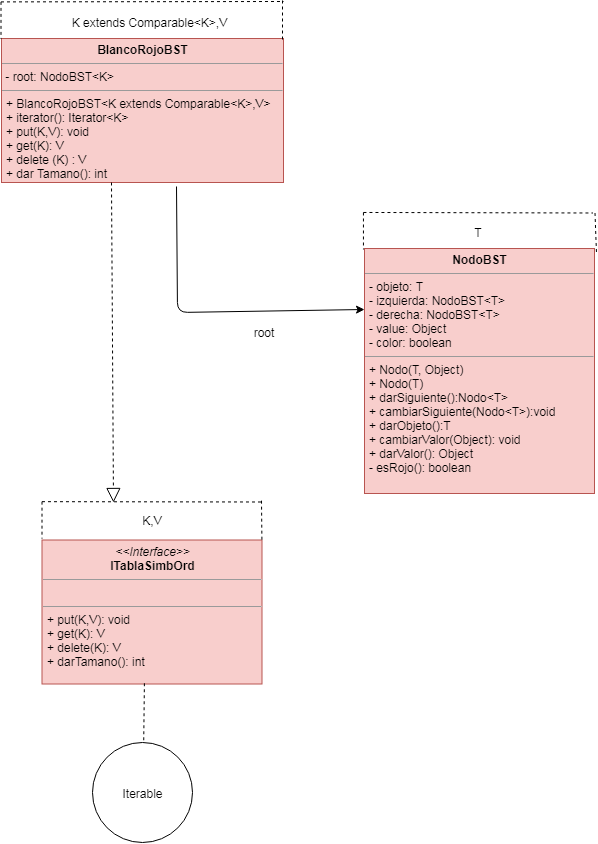 K extends Comparable<K>,V
BlancoRojoBST
- root: NodoBST<K>
+ BlancoRojoBST<K extends Comparable<K>,V>
+ iterator(): Iterator<K>
+ put(K,V): void
+ get(K): V
+ delete (K) : V
+ dar Tamano(): int
T
NodoBST
- objeto: T
- izquierda: NodoBST<T>
- derecha: NodoBST<T>
- value: Object
- color: boolean
+ Nodo(T, Object)
+ Nodo(T)
+ darSiguiente():Nodo<T>
+ cambiarSiguiente(Nodo<T>):void
+ darObjeto():T
+ cambiarValor(Object): void
+ darValor(): Object
- esRojo(): boolean
root
K,V
<<Interface>>
ITablaSimbOrd
+ put(K,V): void
+ get(K): V
+ delete(K): V
+ darTamano(): int
Iterable